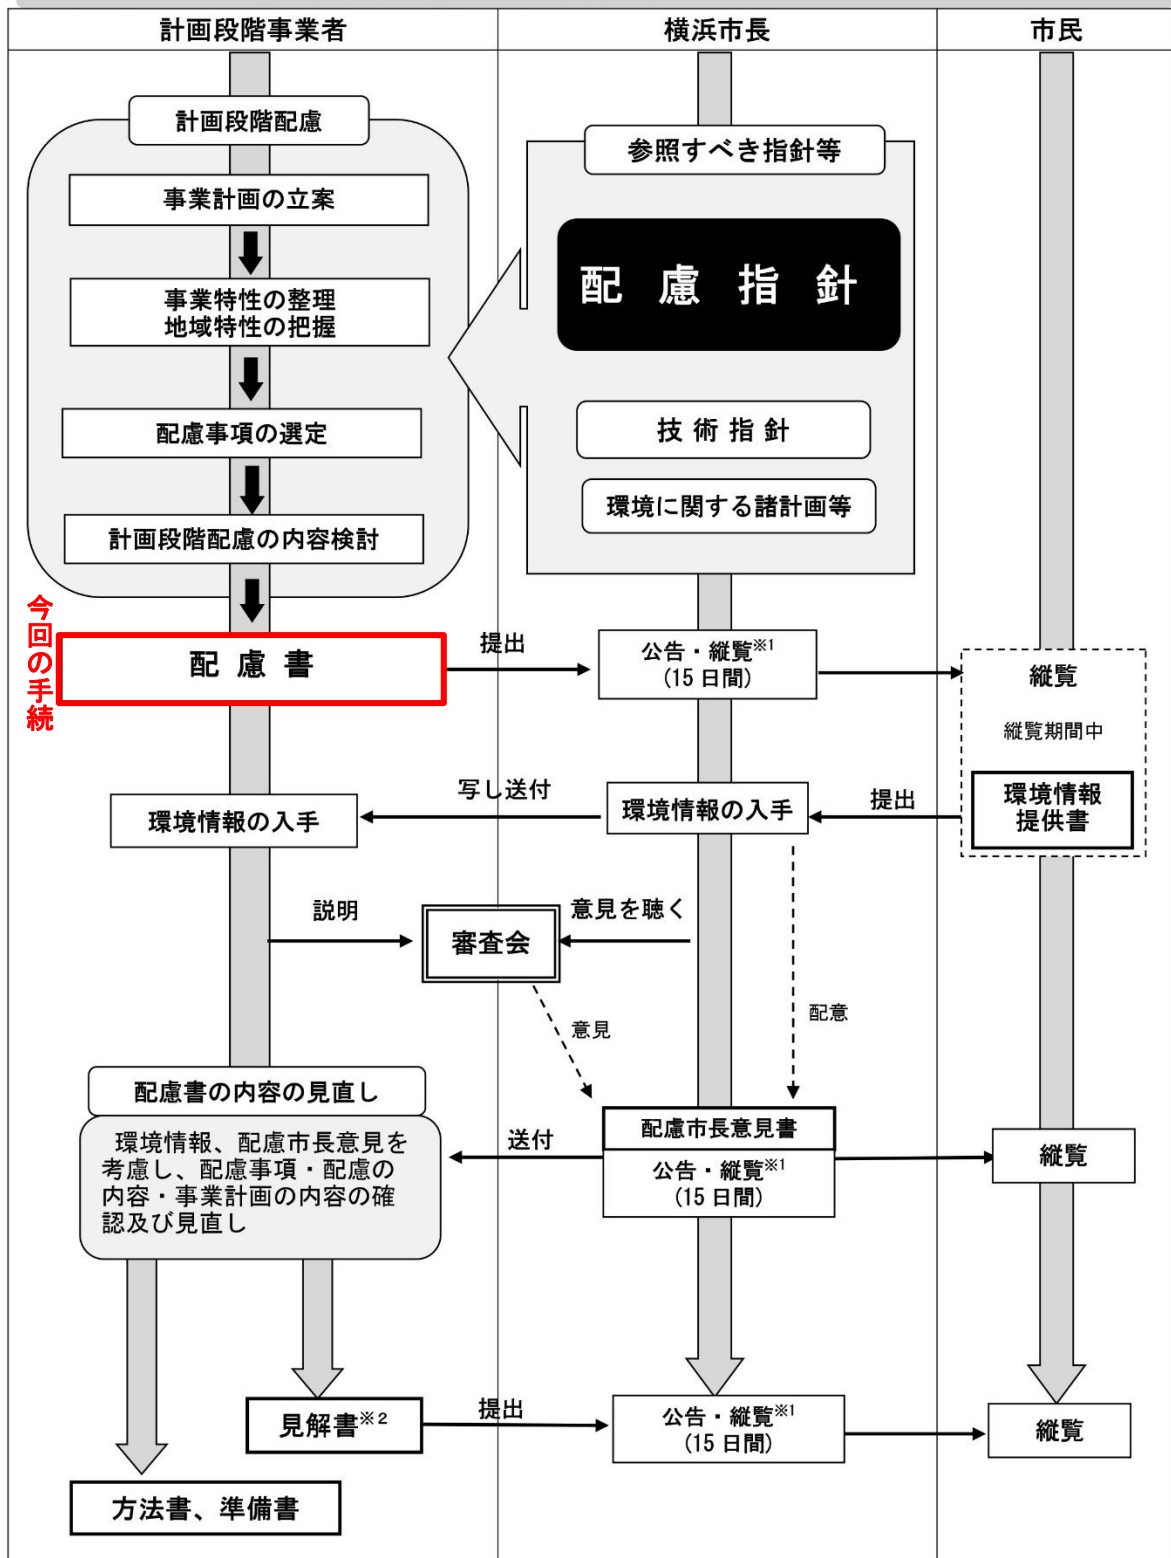 計画段階事業者
横浜市長
市民
計画段階配慮
参照すべき指針等
事業計画の立案
配慮指針
事業特性の整理
地域特性の把握
配慮事項の選定
技術指針
環境に関する諸計画等
計画段階配慮の内容検討
今回の手続
配慮書
提出
公告・縦覧※1
(15日間)
縦覧
縦覧期間中
環境情報
提供書
提出
環境情報の入手
写し送付
環境情報の入手
説明
審査会
意見を聴く
意見
配意
配慮書の内容の見直し
環境情報、配慮市長意見を
考慮し、配慮事項・配慮の
内容・事業計画の内容の確
認及び見直し
送付
配慮市長意見書
公告・縦覧※1
(15日間)
縦覧
見解書※2
提出
公告・縦覧※1
(15日間)
縦覧
方法書、準備書